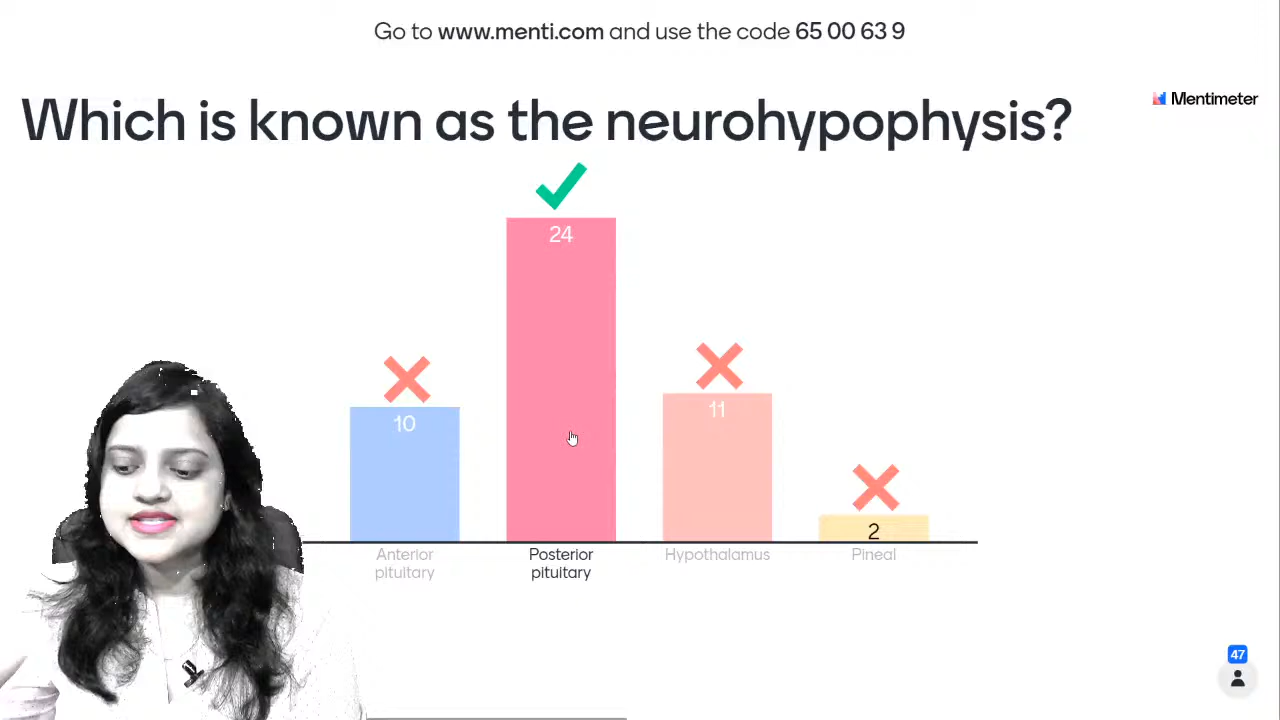 Go to www.menti.com and use the code 65 00 63 9
Mentimeter
Which is known as the neurohypophysis?
24
10
11
2
Anterior
pituitary
Posterior
pituitary
Hypothalamus
Pineal
47